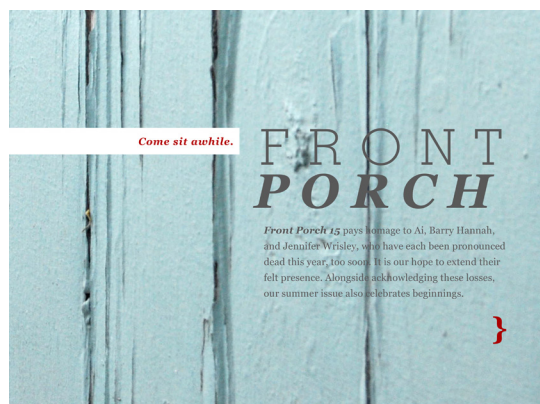 Come sit awhile.
FRONT
PORCH
Front Porch 15 pays homage to Ai, Barry Hannah,
and Jennifer Wrisley, who have each been pronounced
dead this year, too soon. It is our hope to extend their
felt presence. Alongside acknowledging these losses,
our summer issue also celebrates beginnings.
}